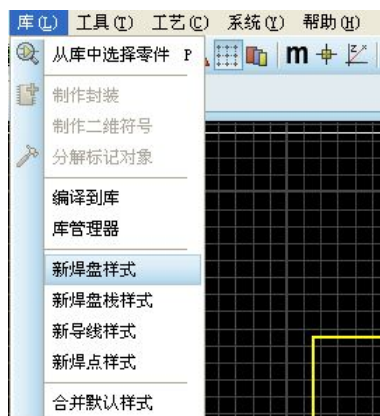 库(L) 工具(T) 工艺(C) 系统(Y) 帮助(H)
从库中选择零件 P
m
制作封装
制作二维符号
分解标记对象
编译到库
库管理器
新焊盘样式
新焊盘栈样式
新导线样式
新焊点样式
合并默认样式